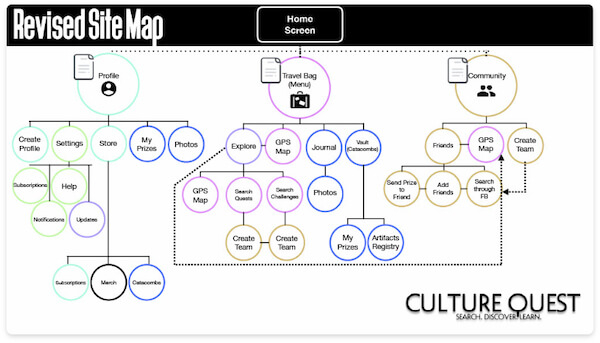 Revised Site Map
Home
Screen
Profile
Travel Bag
(Menu)
Community
Create
Profile
Settings
Store
My
Prizes
Photos
Explore
GPS
Map
Journal
Vault
(Catacombs)
Friends
GPS
Map
Create
Team
Subscriptions
Help
Notifications
Updates
GPS
Map
Search
Quests
Search
Challenges
Photos
Send Prize
to
Friend
Add
Friends
Search
through
FB
Create
Team
Create
Team
My
Prizes
Artifacts
Registry
Subscriptions
Merch
Catacombs
CULTURE QUEST
SEARCH. DISCOVER. LEARN.